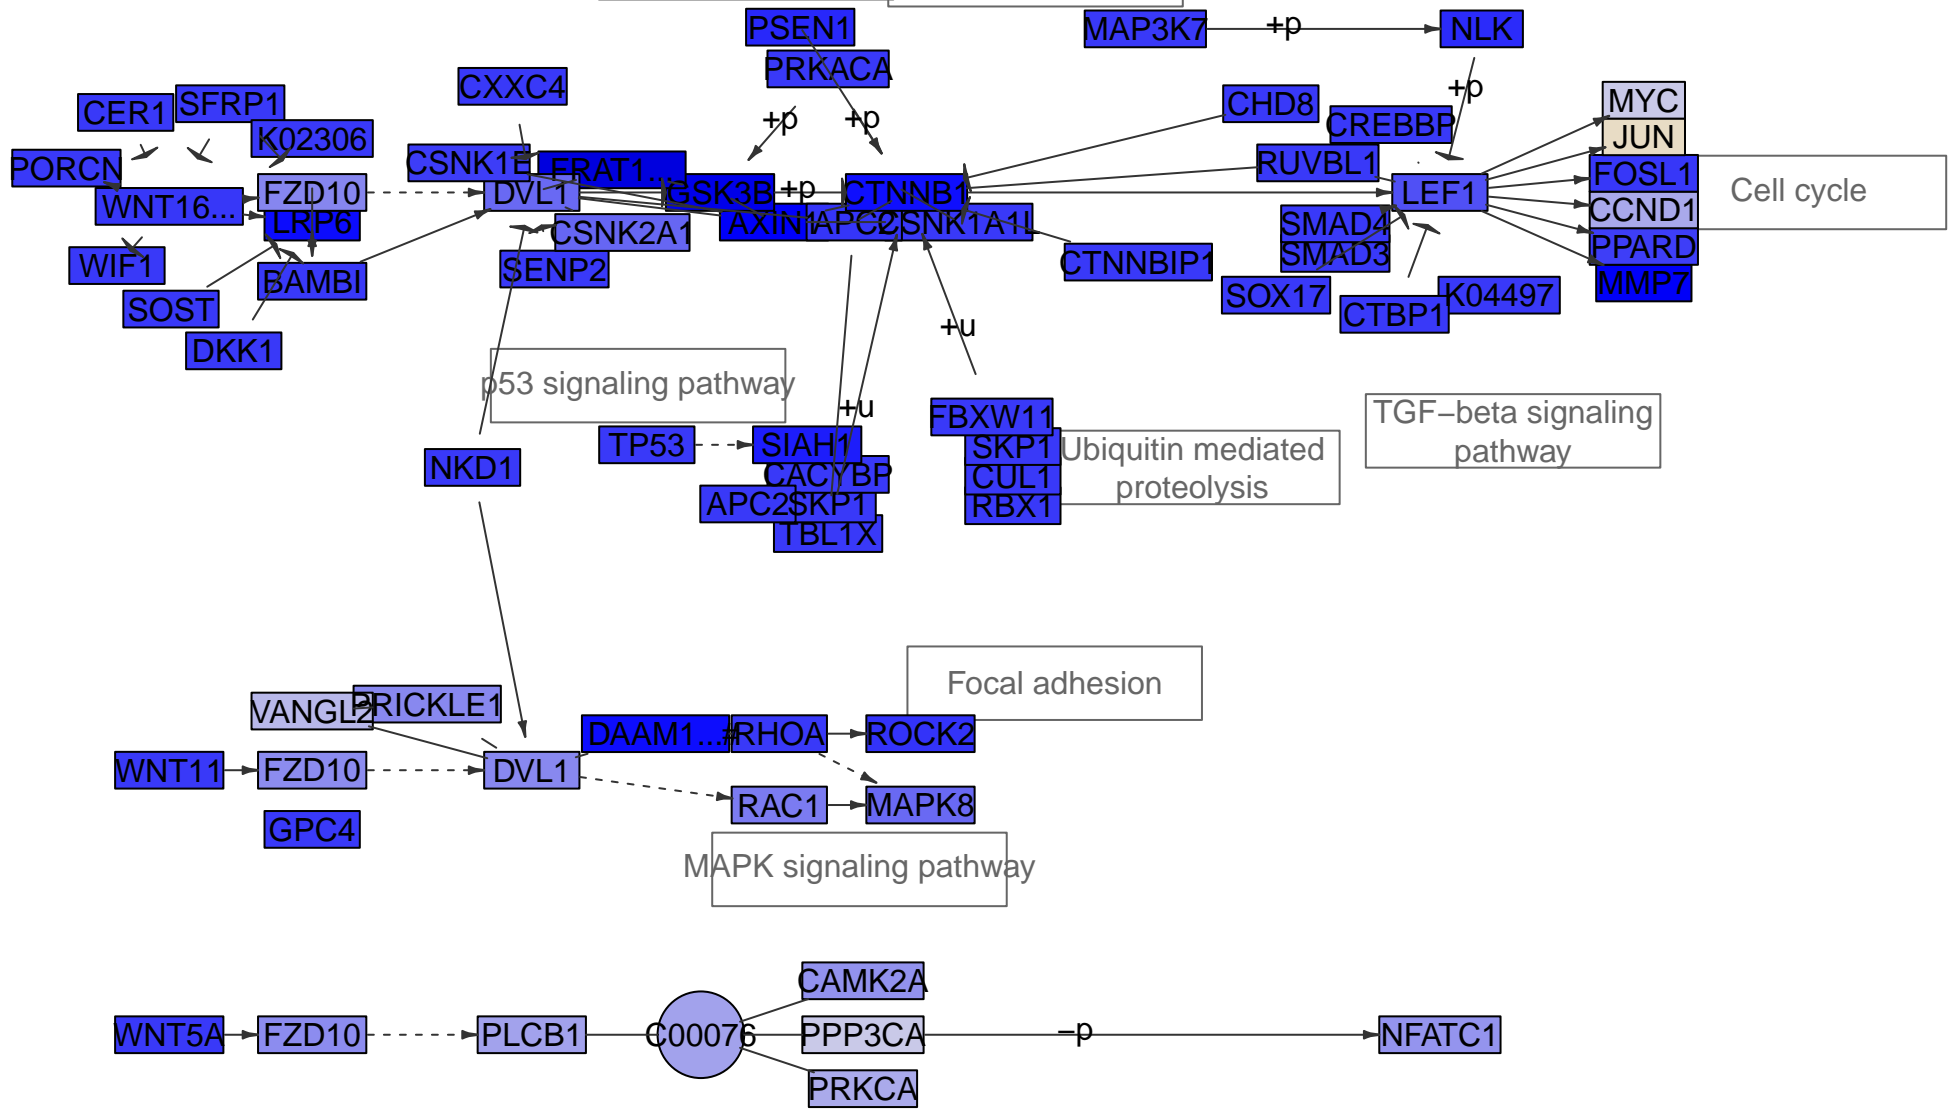 PSEN1
MAP3K7
+p
NLK
PRKACA
CXXC4
CER1
SFRP1
K02306
+p
+p
CHD8
CREBBP
+p
MYC
JUN
PORCN
CSNK1E
FRAT1...
RUVBL1
FOSL1
Cell cycle
WNT16...
FZD10
DVL1
GSK3B
+p
CTNNB1
LEF1
CCND1
LRP6
CSNK2A1
AXIN1
APC2
CSNK1A1L
SMAD4
PPARD
WIF1
BAMBI
SENP2
CTNNBIP1
SMAD3
MMP7
SOST
SOX17
K04497
CTBP1
DKK1
+u
p53 signaling pathway
+u
FBXW11
TGF−beta signaling
pathway
TP53
SIAH1
SKP1
Ubiquitin mediated
proteolysis
NKD1
CACYBP
CUL1
APC2
SKP1
RBX1
TBL1X
Focal adhesion
VANGL2
PRICKLE1
DAAM1...#
RHOA
ROCK2
WNT11
FZD10
DVL1
RAC1
MAPK8
GPC4
MAPK signaling pathway
CAMK2A
WNT5A
FZD10
PLCB1
C00076
PPP3CA
−p
NFATC1
PRKCA